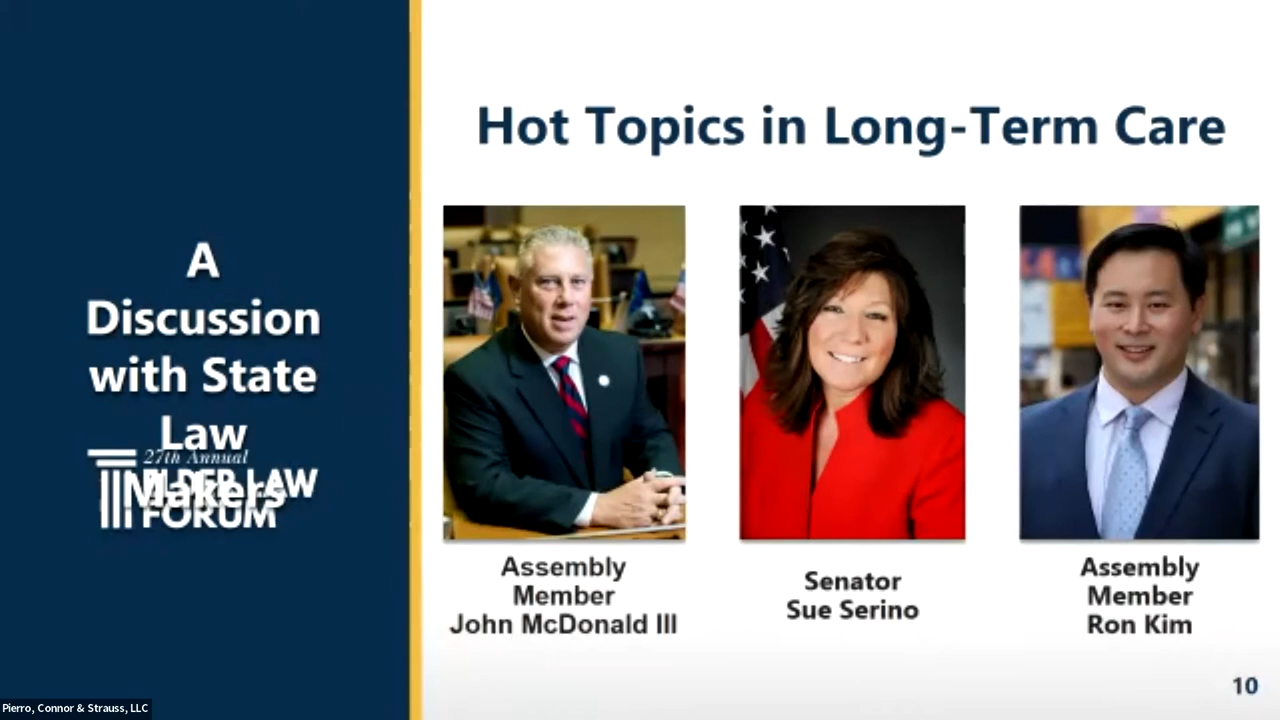 Hot Topics in Long-Term Care
A
Discussion
with State
Law
Makers
27th Annual
ELDER LAW
FORUM
Assembly
Member
John McDonald III
Senator
Sue Serino
Assembly
Member
Ron Kim
10
Pierro, Connor & Strauss, LLC